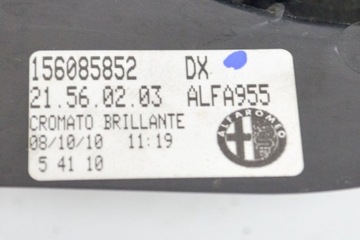 156085852 DX
21.56.02.03 ALFA955
CROMATO BRILLANTE
08/10/10 11:19
5 41 10
ALFA ROMEO